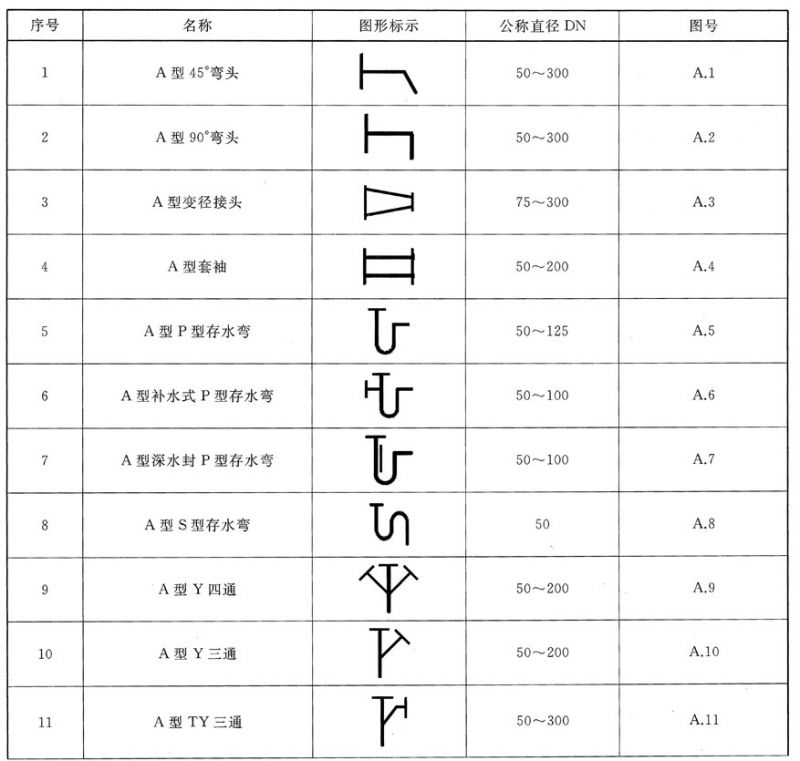 序号 名称 图形标示 公称直径 DN 图号
1 A 型 45°弯头 50～300 A.1
2 A 型 90°弯头 50～300 A.2
3 A 型变径接头 75～300 A.3
4 A 型套袖 50～200 A.4
5 A 型 P 型存水弯 50～125 A.5
6 A 型补水式 P 型存水弯 50～100 A.6
7 A 型深水封 P 型存水弯 50～100 A.7
8 A 型 S 型存水弯 50 A.8
9 A 型 Y 四通 50～200 A.9
10 A 型 Y 三通 50～200 A.10
11 A 型 TY 三通 50～300 A.11